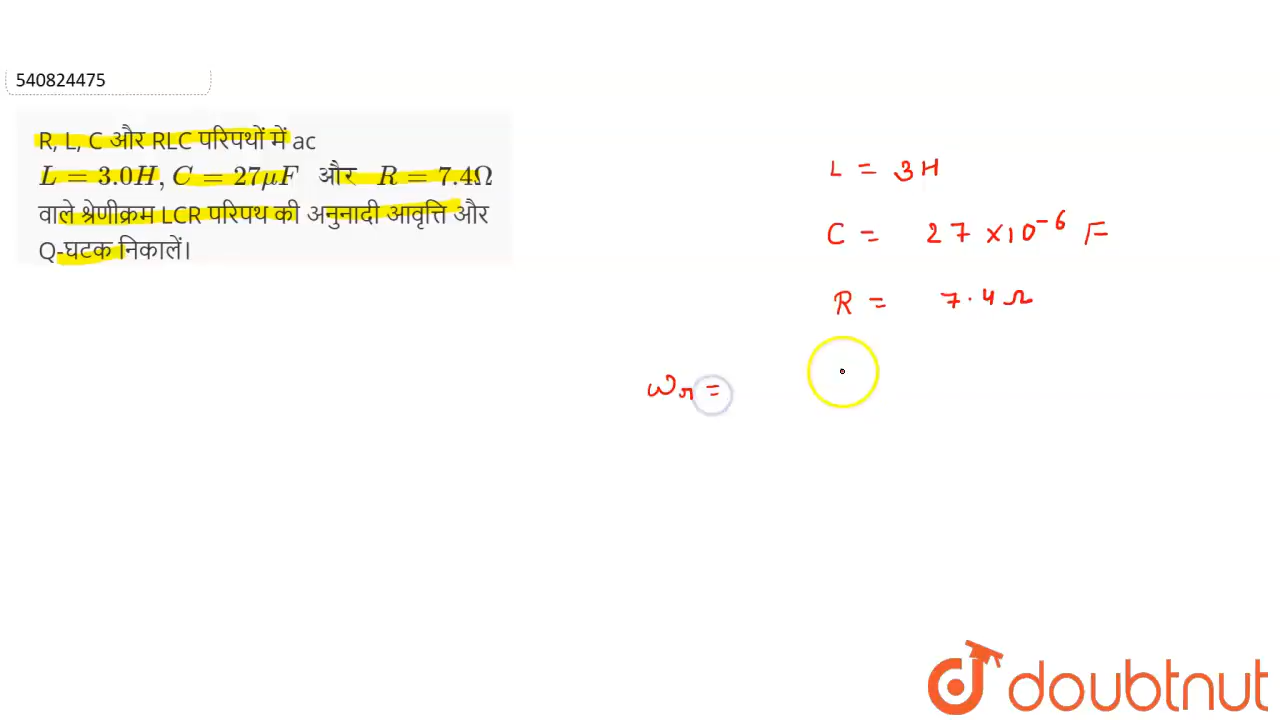 540824475
R, L, C और RLC परिपथों में ac
L = 3.0H, C = 27μF और R = 7.4Ω
वाले श्रेणीक्रम LCR परिपथ की अनुनादी आवृत्ति और
Q-घटक निकालें।
L = 3H
C = 27 × 10⁻⁶ F
R = 7.4 Ω
ωr =
doubtnut